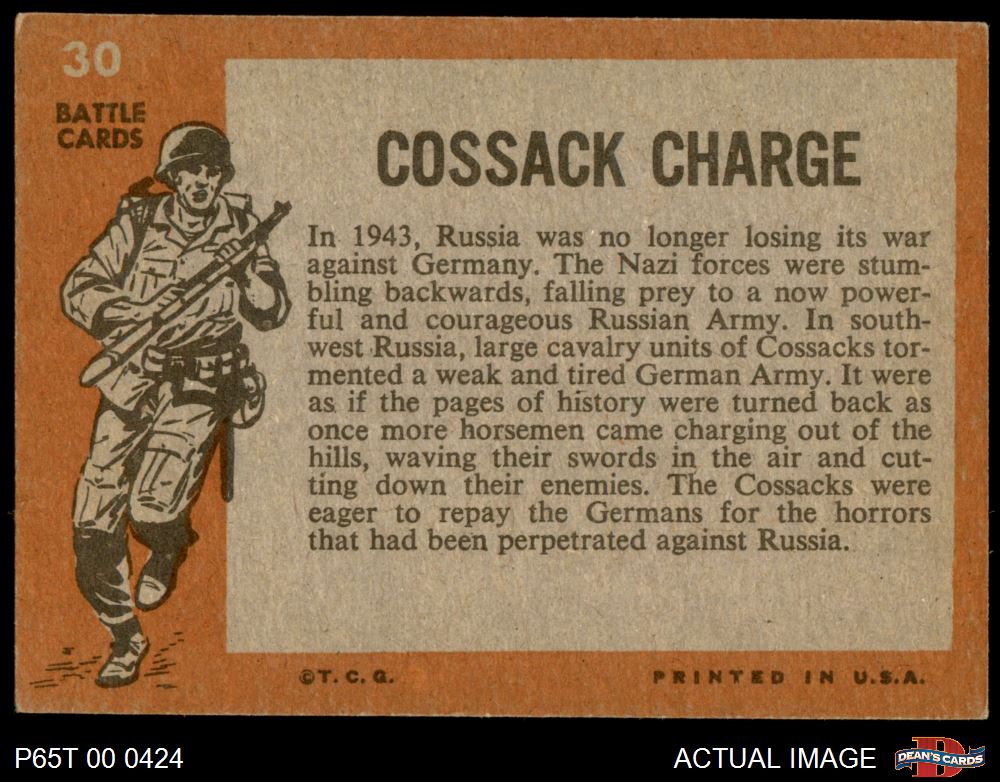 30
BATTLE
CARDS
COSSACK CHARGE
In 1943, Russia was no longer losing its war
against Germany. The Nazi forces were stum-
bling backwards, falling prey to a now power-
ful and courageous Russian Army. In south-
west Russia, large cavalry units of Cossacks tor-
mented a weak and tired German Army. It were
as if the pages of history were turned back as
once more horsemen came charging out of the
hills, waving their swords in the air and cut-
ting down their enemies. The Cossacks were
eager to repay the Germans for the horrors
that had been perpetrated against Russia.
©T. C. G.
PRINTED IN U.S.A.
P65T 00 0424
ACTUAL IMAGE
D
DEAN'S CARDS